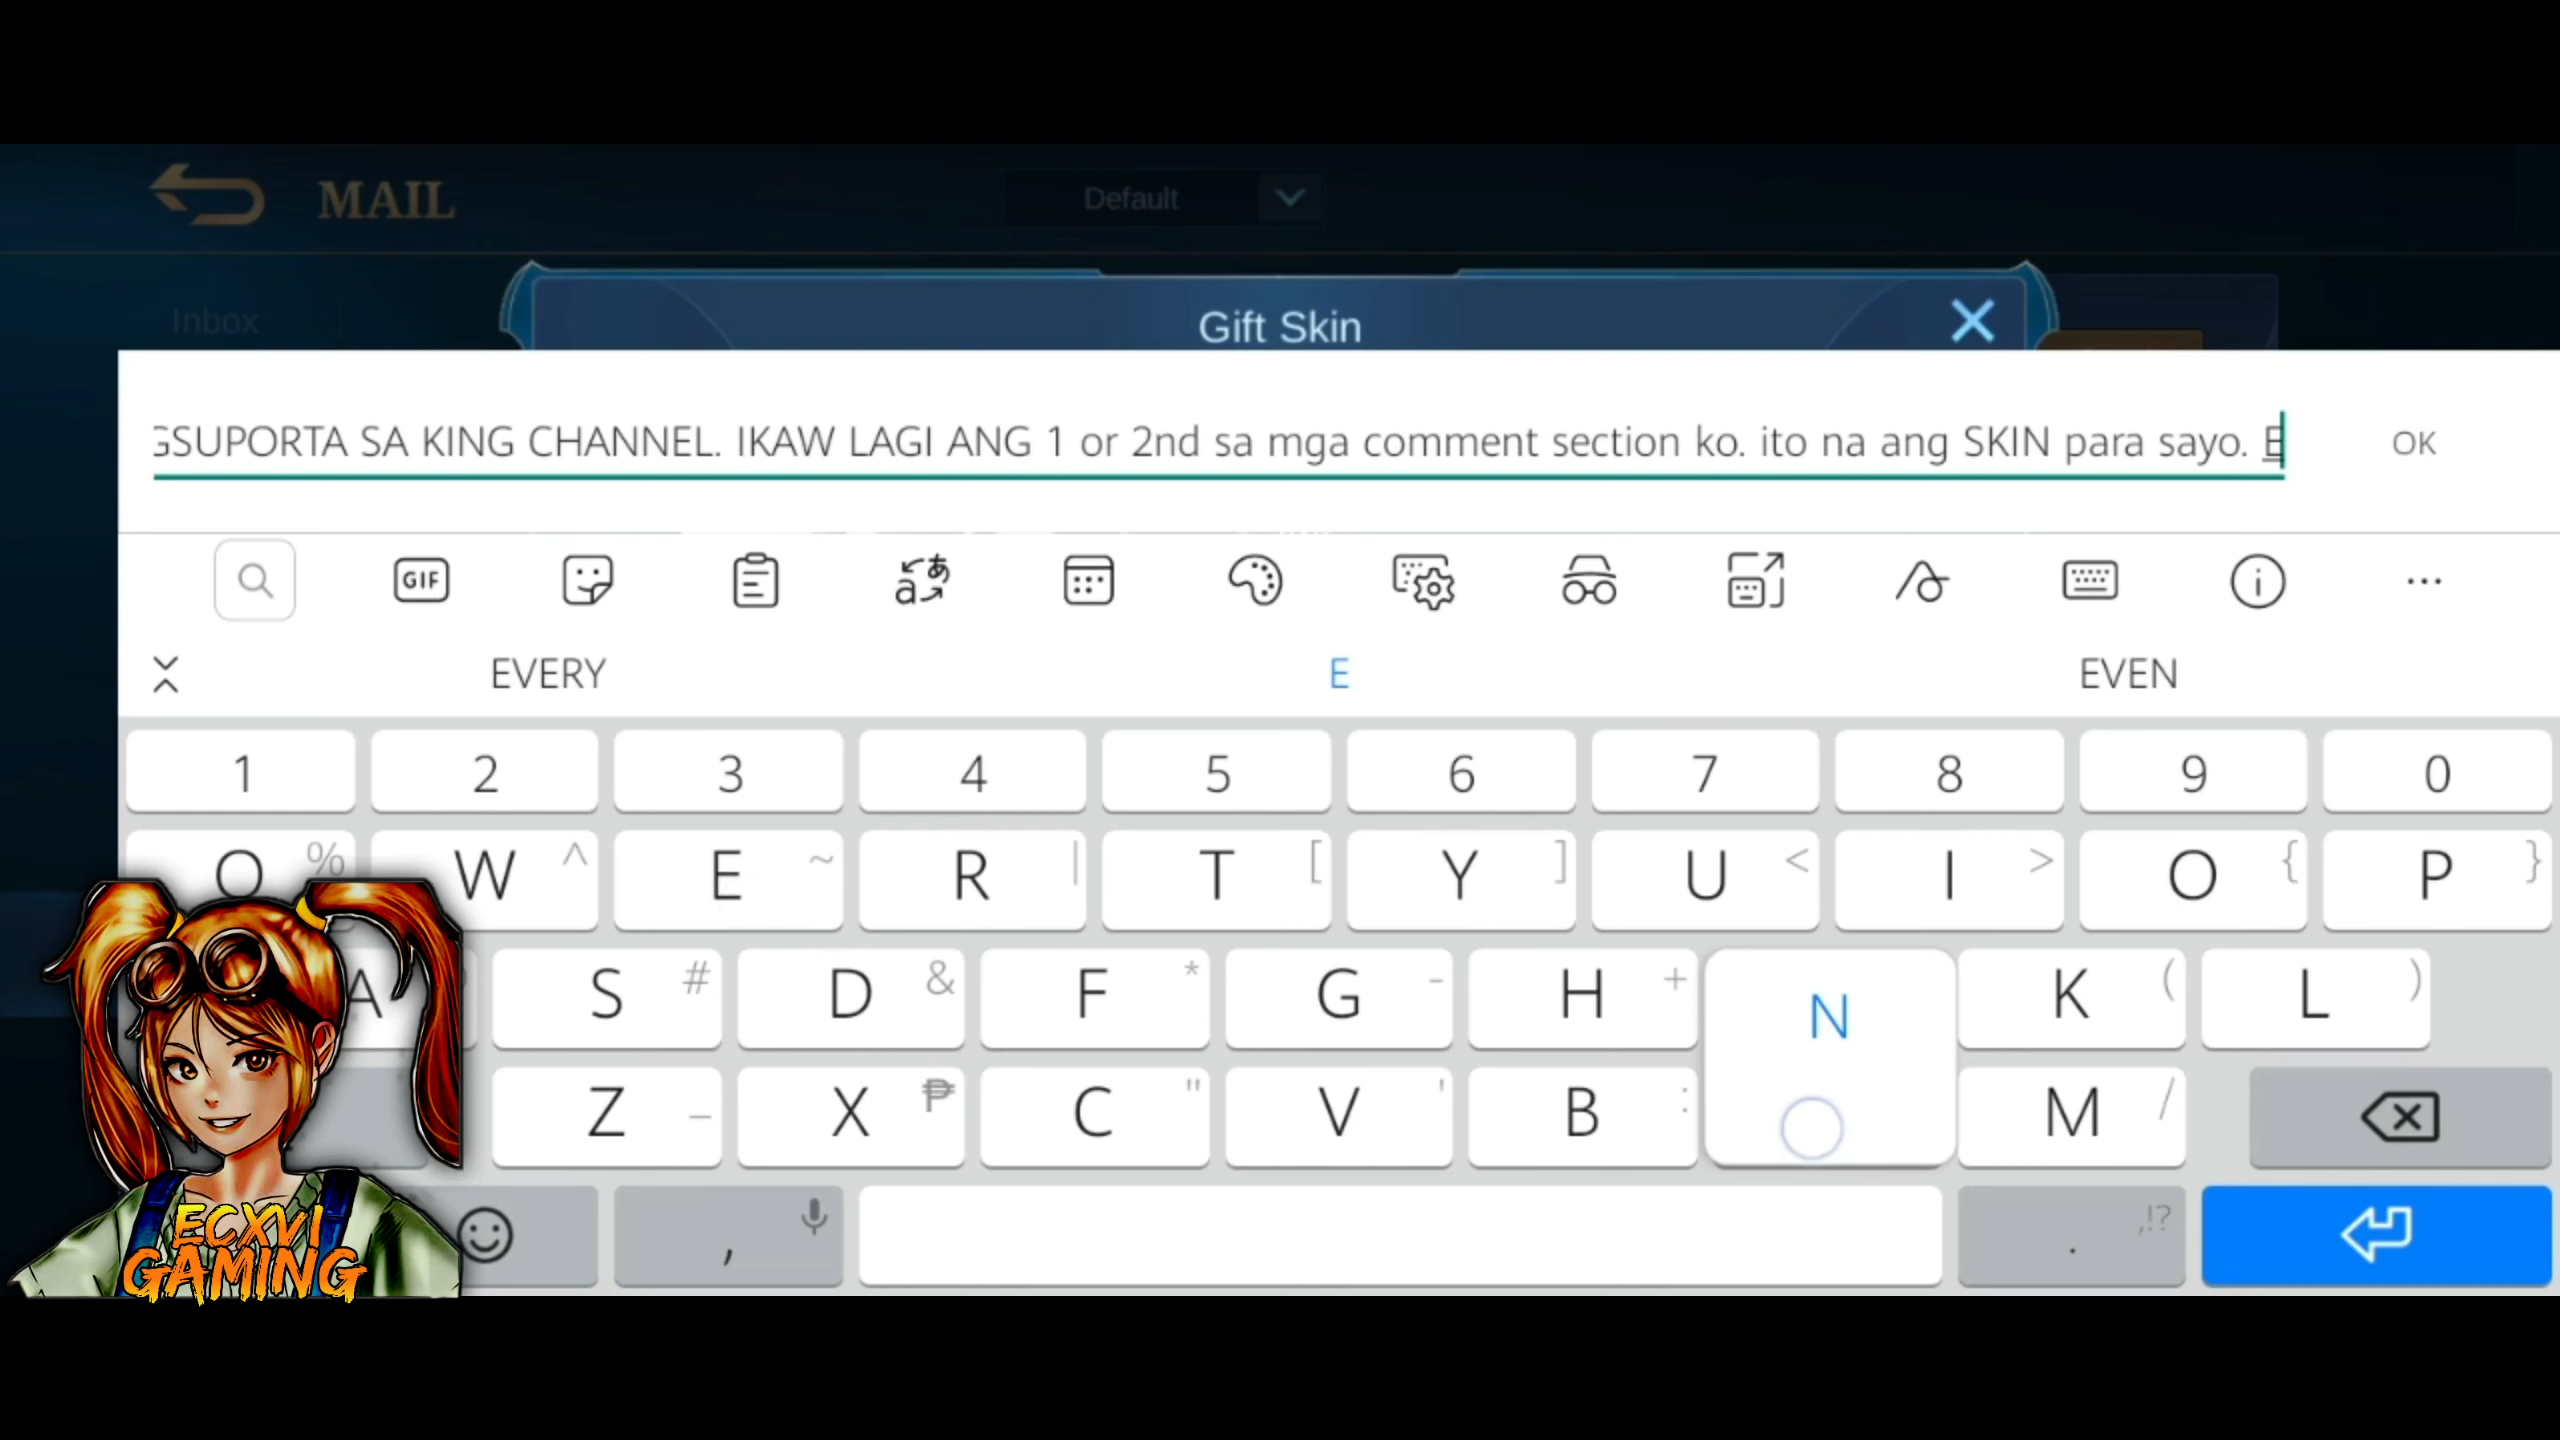 MAIL
Default
Inbox
Gift Skin
GSUPORTA SA KING CHANNEL. IKAW LAGI ANG 1 or 2nd sa mga comment section ko. ito na ang SKIN para sayo. E
OK
GIF
EVERY E EVEN
1 2 3 4 5 6 7 8 9 0
Q % W ^ E ~ R | T [ Y ] U < I > O { P }
A S # D & F * G - H + N K ( L )
Z _ X ₱ C " V ' B : M /
, . ,!?
ECXVI
GAMING